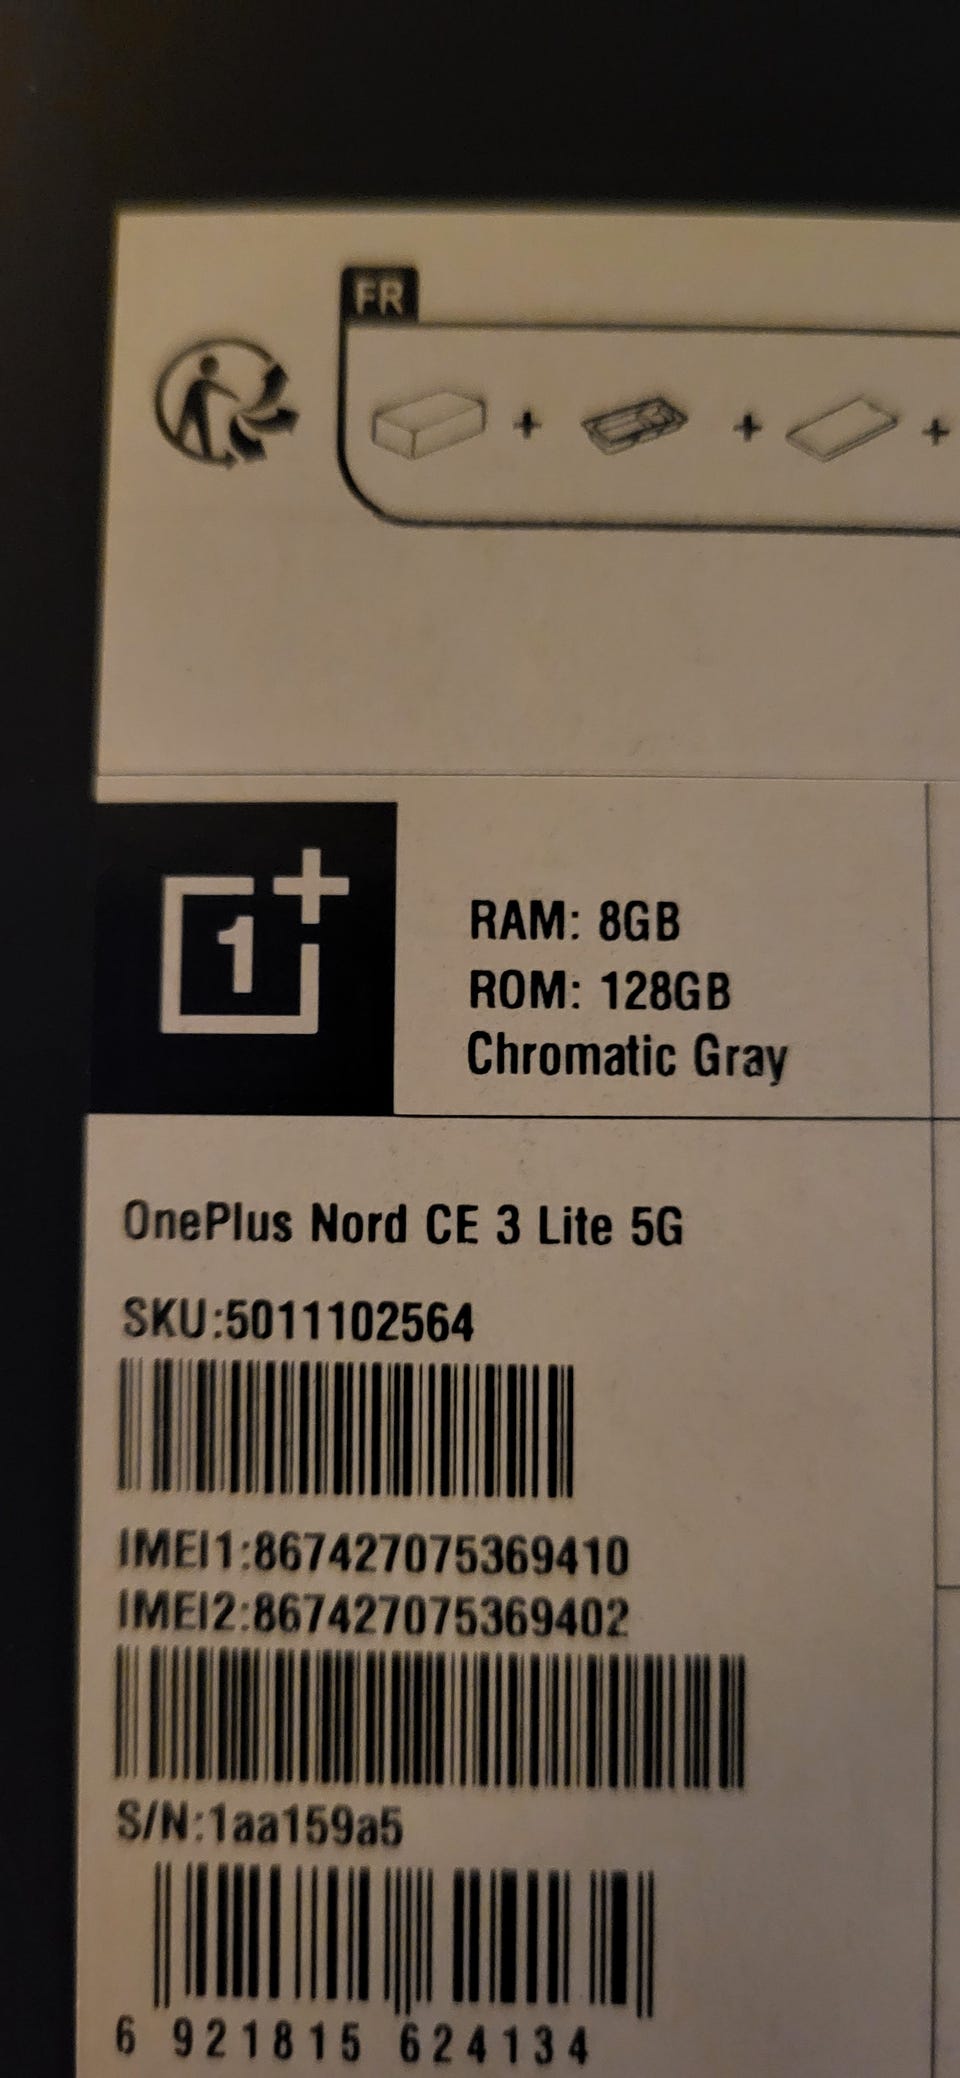 FR
+ + +
1+
RAM: 8GB
ROM: 128GB
Chromatic Gray
OnePlus Nord CE 3 Lite 5G
SKU:5011102564
IMEI1:867427075369410
IMEI2:867427075369402
S/N:1aa159a5
6 921815 624134